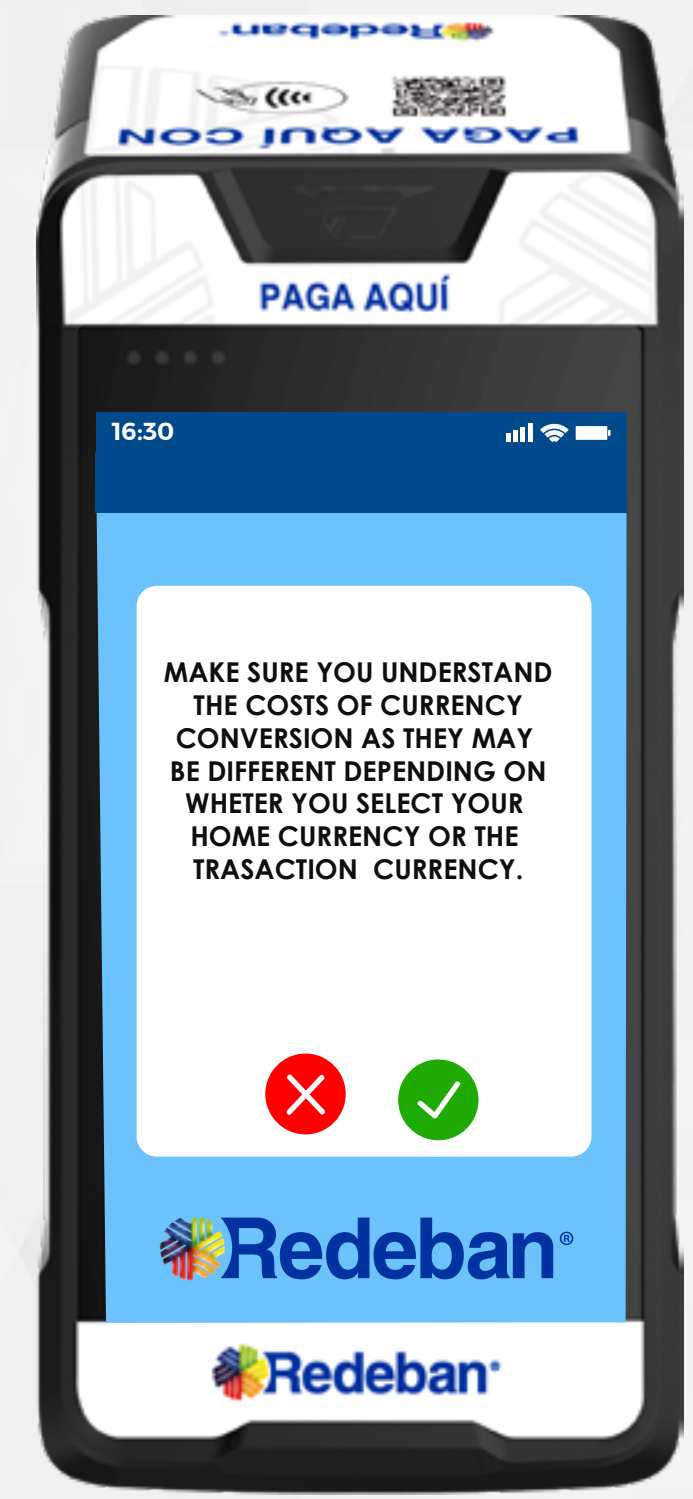 Redeban
PAGA AQUÍ CON
PAGA AQUÍ
16:30
MAKE SURE YOU UNDERSTAND
THE COSTS OF CURRENCY
CONVERSION AS THEY MAY
BE DIFFERENT DEPENDING ON
WHETER YOU SELECT YOUR
HOME CURRENCY OR THE
TRASACTION CURRENCY.
Redeban®
Redeban